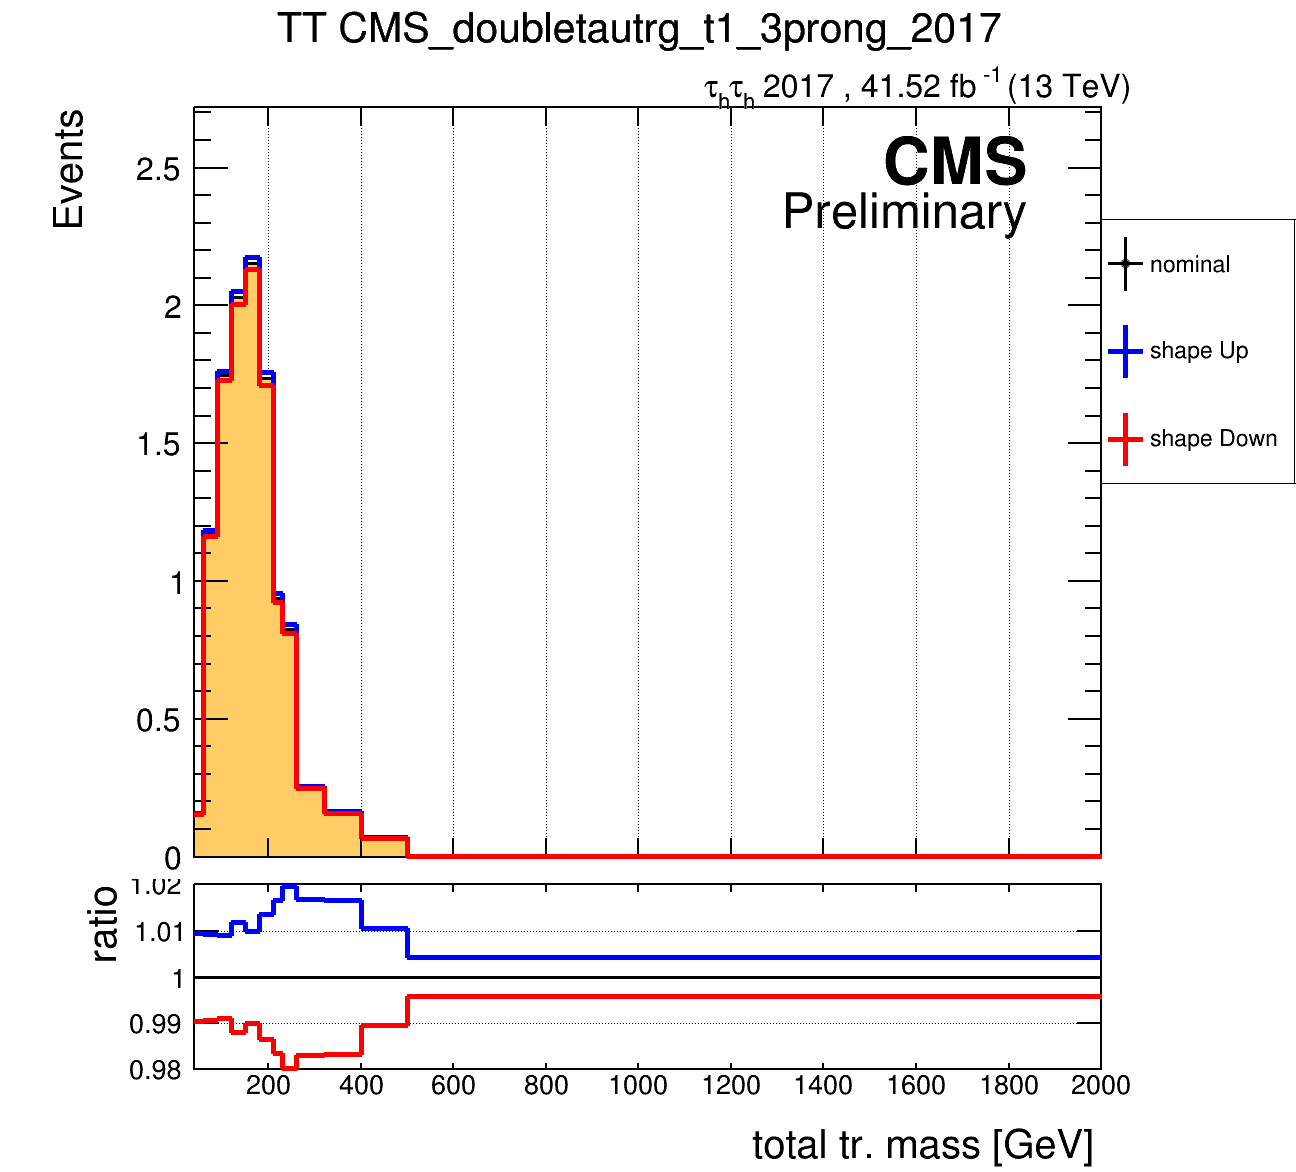 TT CMS_doubletautrg_t1_3prong_2017
τhτh 2017 , 41.52 fb-1 (13 TeV)
Events
CMS
Preliminary
2.5
2
1.5
1
0.5
0
nominal
shape Up
shape Down
ratio
1.02
1.01
1
0.99
0.98
200 400 600 800 1000 1200 1400 1600 1800 2000
total tr. mass [GeV]